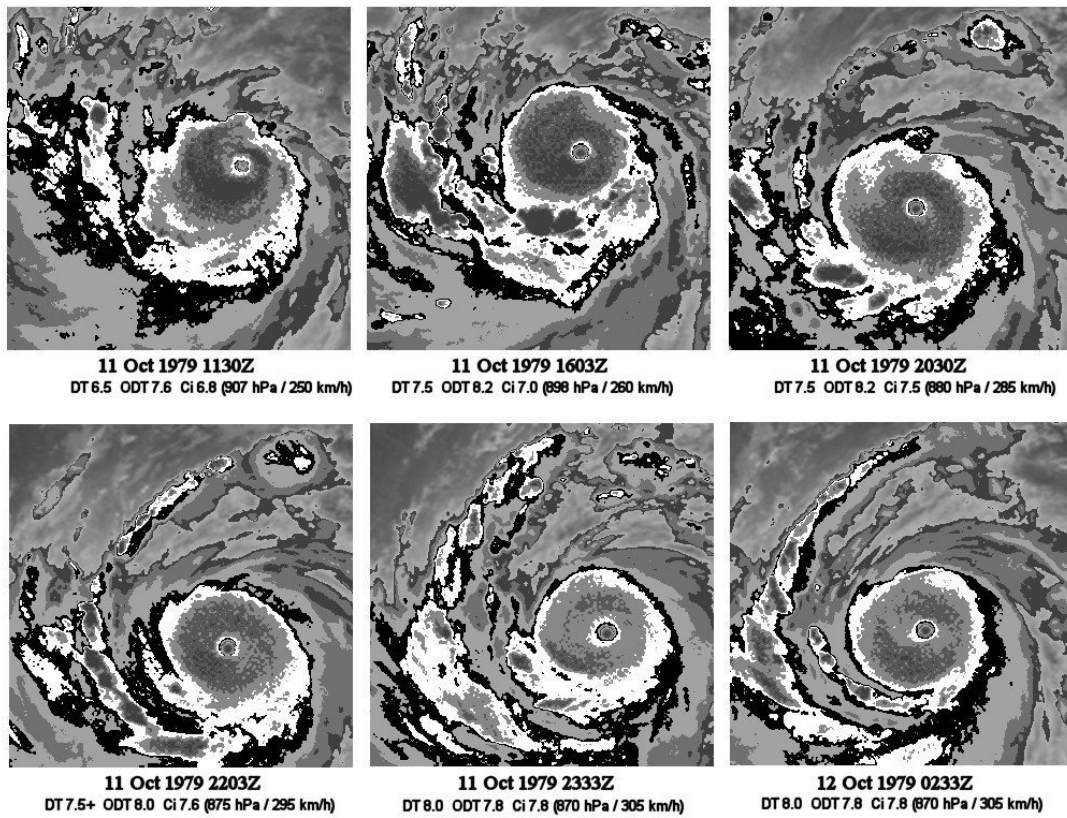 11 Oct 1979 1130Z
DT 6.5 ODT 7.6 Ci 6.8 (907 hPa / 250 km/h)
11 Oct 1979 1603Z
DT 7.5 ODT 8.2 Ci 7.0 (898 hPa / 260 km/h)
11 Oct 1979 2030Z
DT 7.5 ODT 8.2 Ci 7.5 (880 hPa / 285 km/h)
11 Oct 1979 2203Z
DT 7.5+ ODT 8.0 Ci 7.6 (875 hPa / 295 km/h)
11 Oct 1979 2333Z
DT 8.0 ODT 7.8 Ci 7.8 (870 hPa / 305 km/h)
12 Oct 1979 0233Z
DT 8.0 ODT 7.8 Ci 7.8 (870 hPa / 305 km/h)